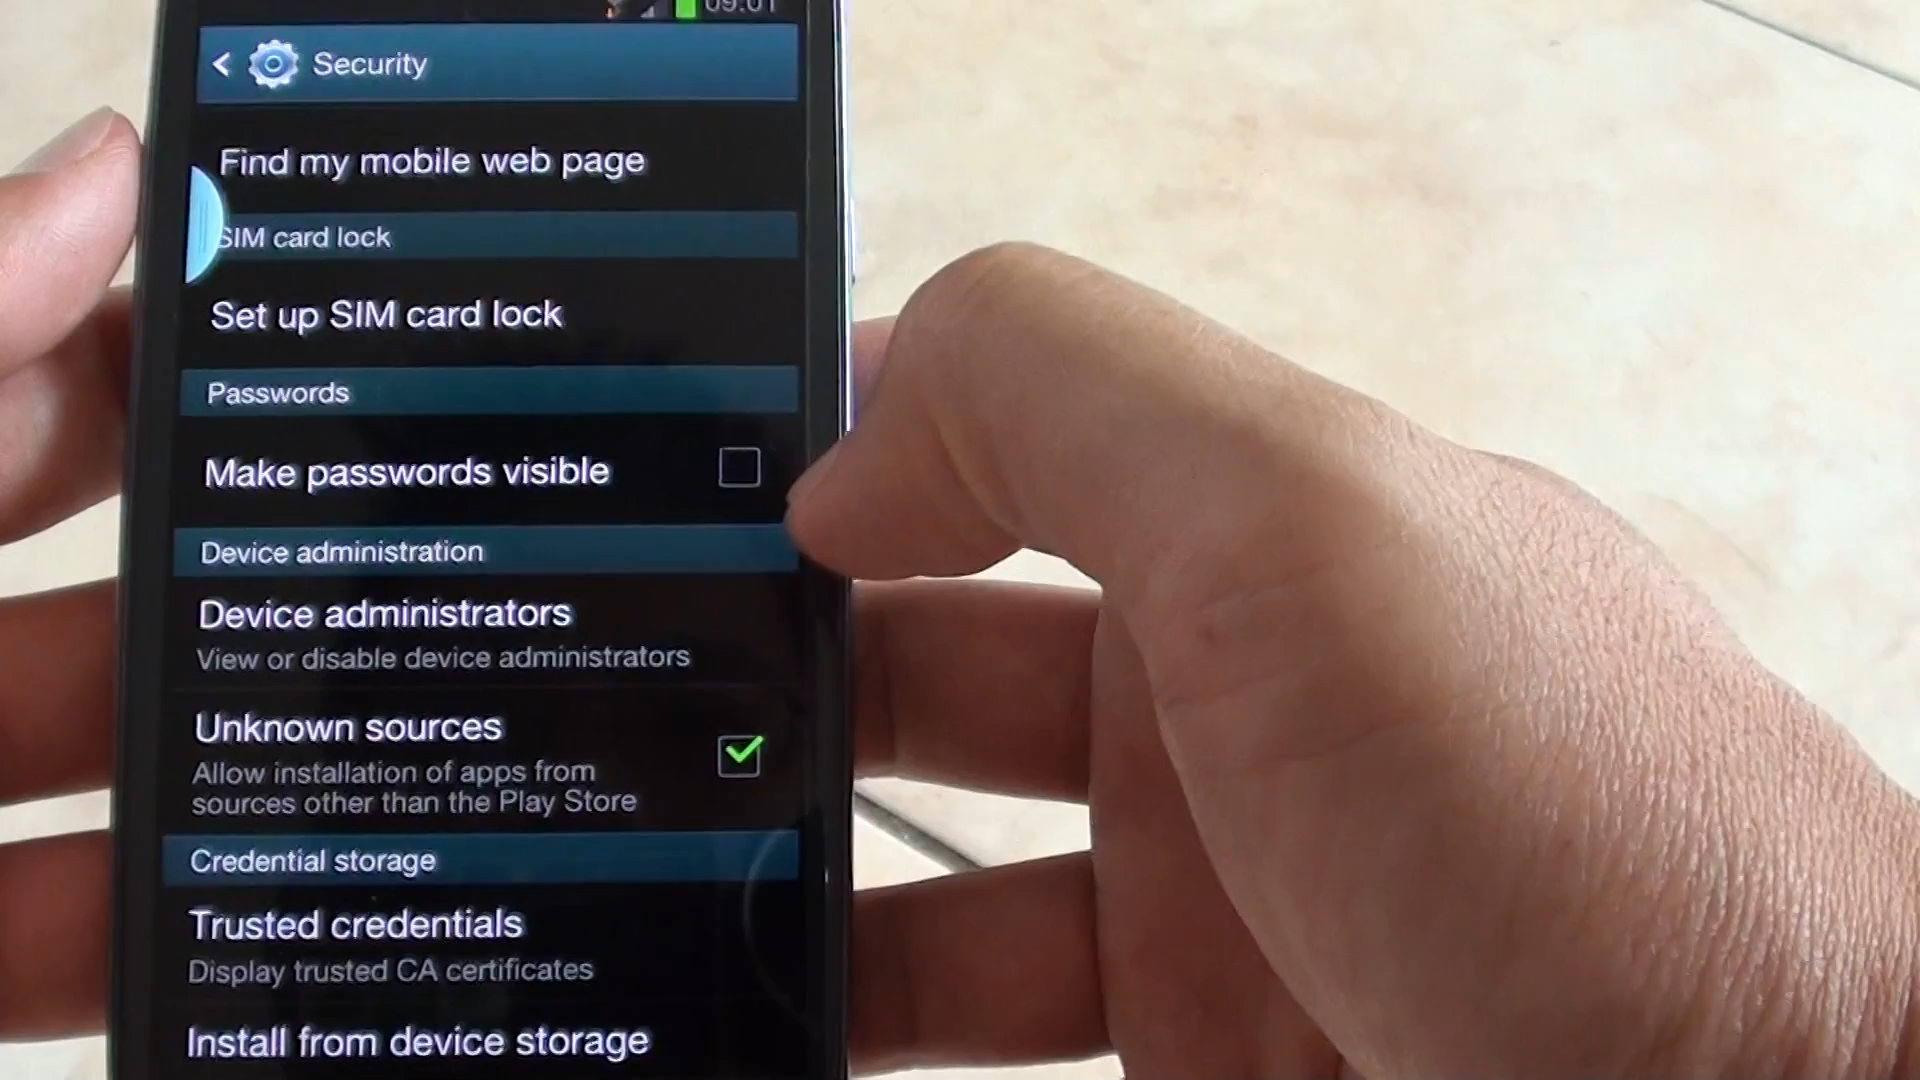 09:01
Security
Find my mobile web page
SIM card lock
Set up SIM card lock
Passwords
Make passwords visible
Device administration
Device administrators
View or disable device administrators
Unknown sources
Allow installation of apps from
sources other than the Play Store
Credential storage
Trusted credentials
Display trusted CA certificates
Install from device storage